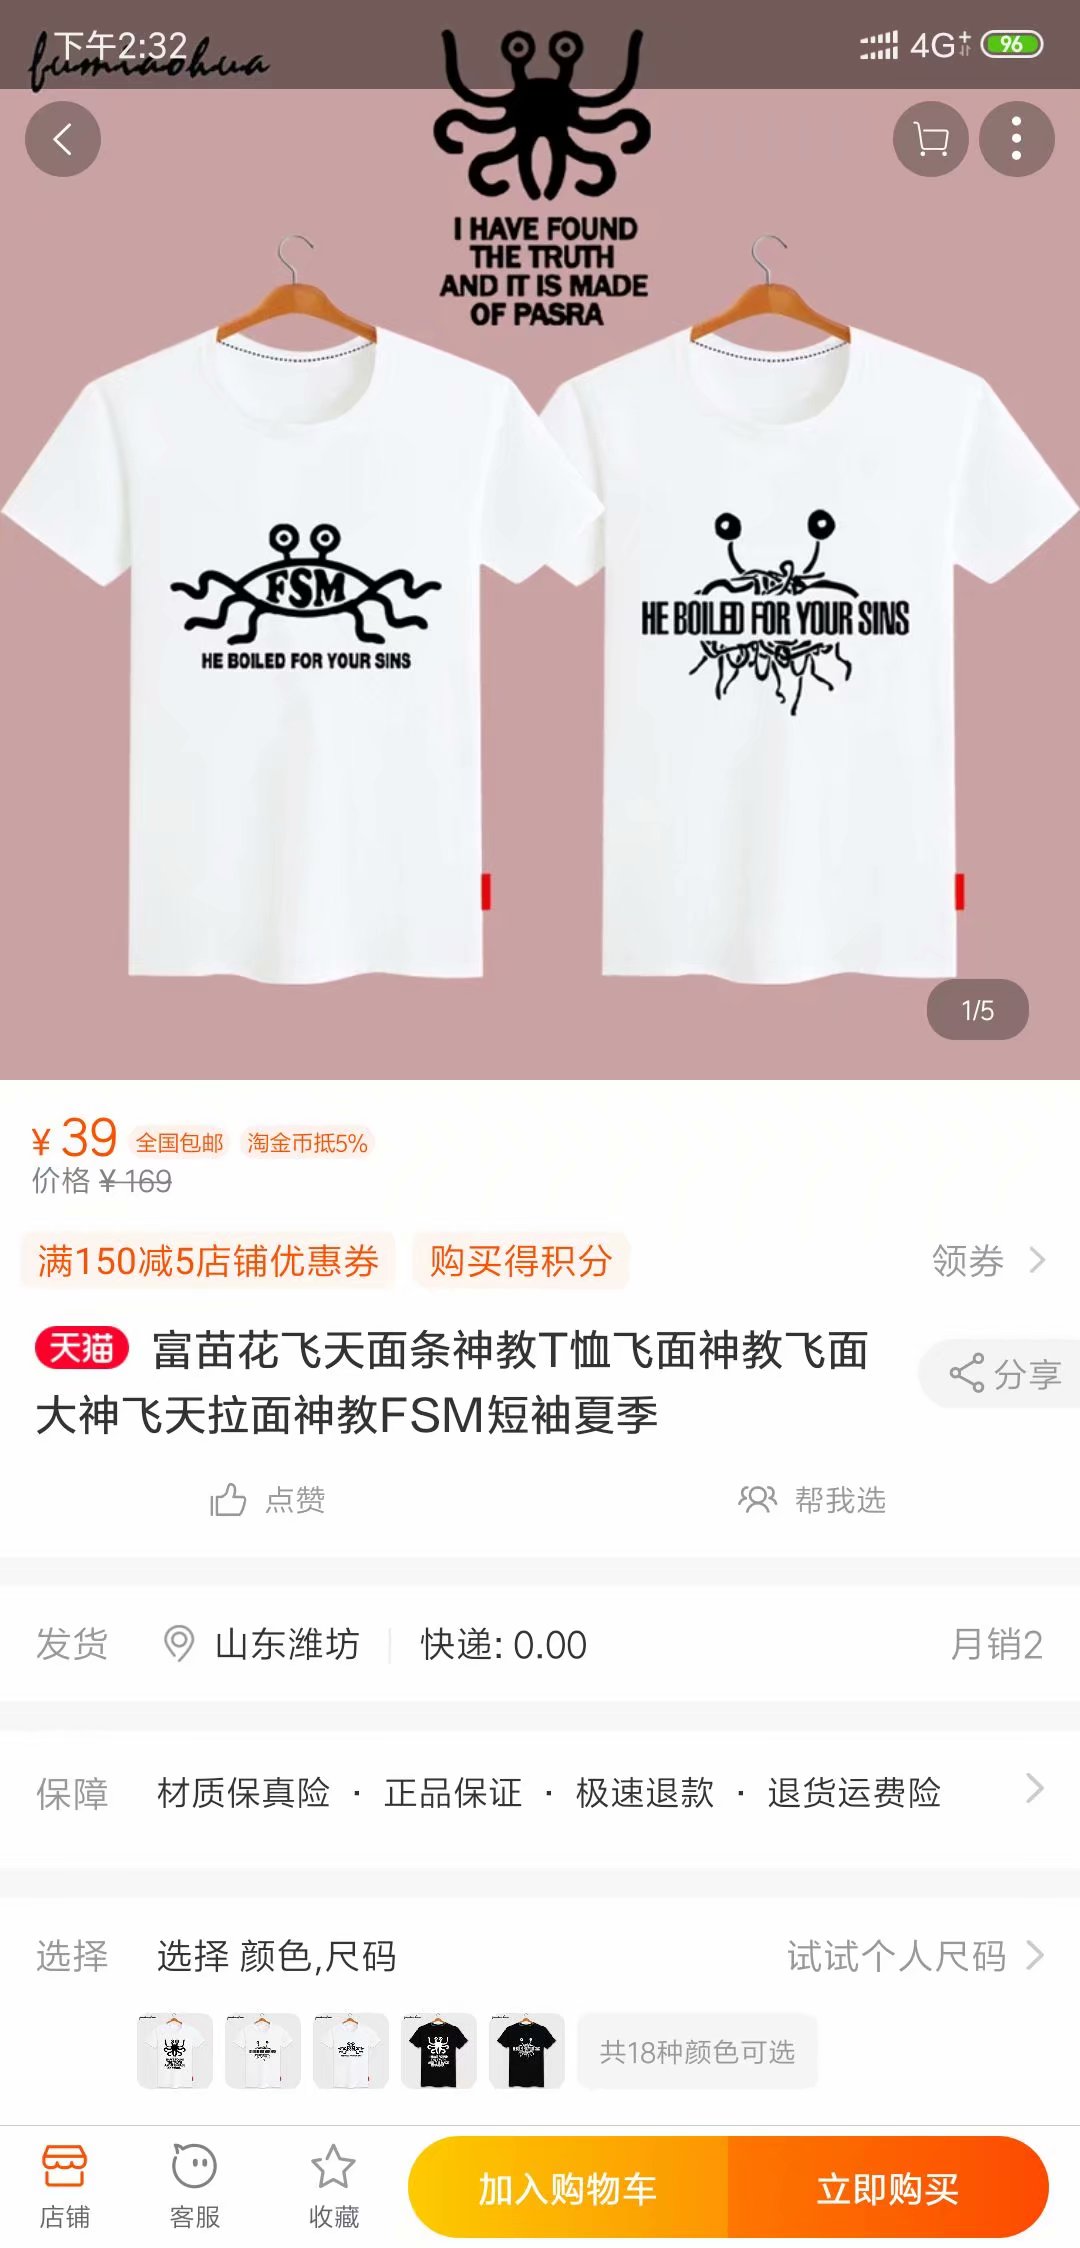 下午2:32
4G+
96
fumiaohua
I HAVE FOUND
THE TRUTH
AND IT IS MADE
OF PASRA
FSM
HE BOILED FOR YOUR SINS
HE BOILED FOR YOUR SINS
1/5
¥39 全国包邮 淘金币抵5%
价格 ¥169
满150减5店铺优惠券 购买得积分 领券
天猫 富苗花飞天面条神教T恤飞面神教飞面
大神飞天拉面神教FSM短袖夏季
分享
点赞 帮我选
发货 山东潍坊 快递: 0.00 月销2
保障 材质保真险 · 正品保证 · 极速退款 · 退货运费险
选择 选择 颜色,尺码 试试个人尺码
共18种颜色可选
店铺 客服 收藏 加入购物车 立即购买